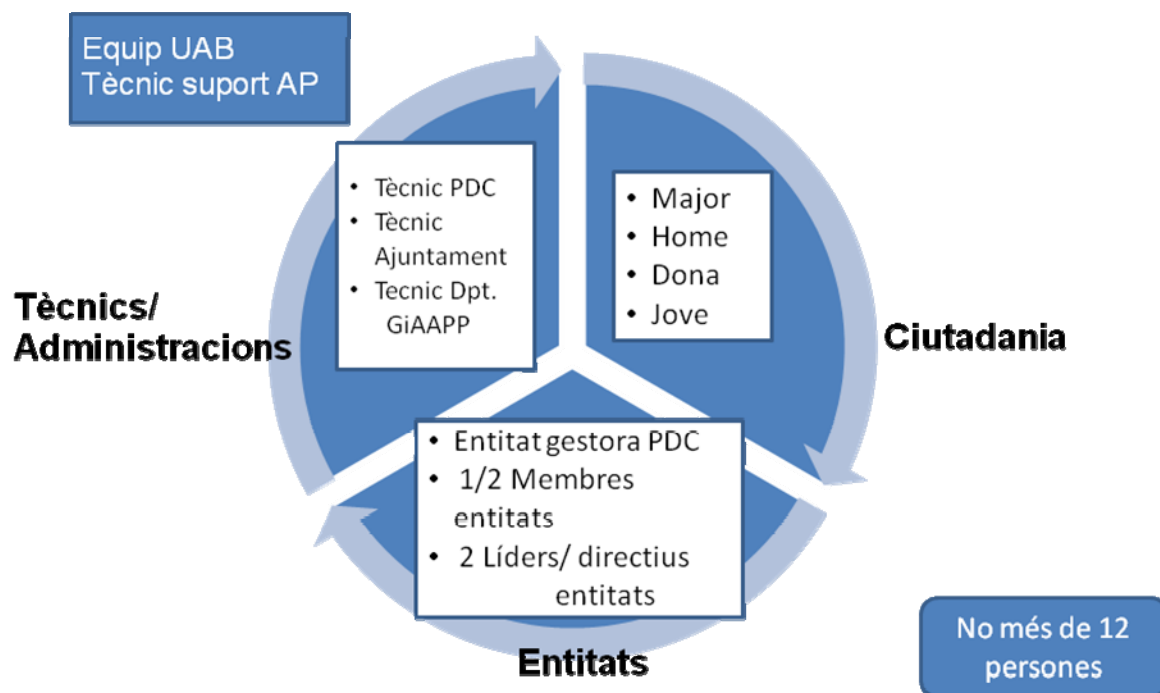 Equip UAB
Tècnic suport AP
• Tècnic PDC
• Tècnic
Ajuntament
• Tecnic Dpt.
GiAAPP
• Major
• Home
• Dona
• Jove
Tècnics/
Administracions
Ciutadania
• Entitat gestora PDC
• 1/2 Membres
entitats
• 2 Líders/ directius
entitats
Entitats
No més de 12
persones